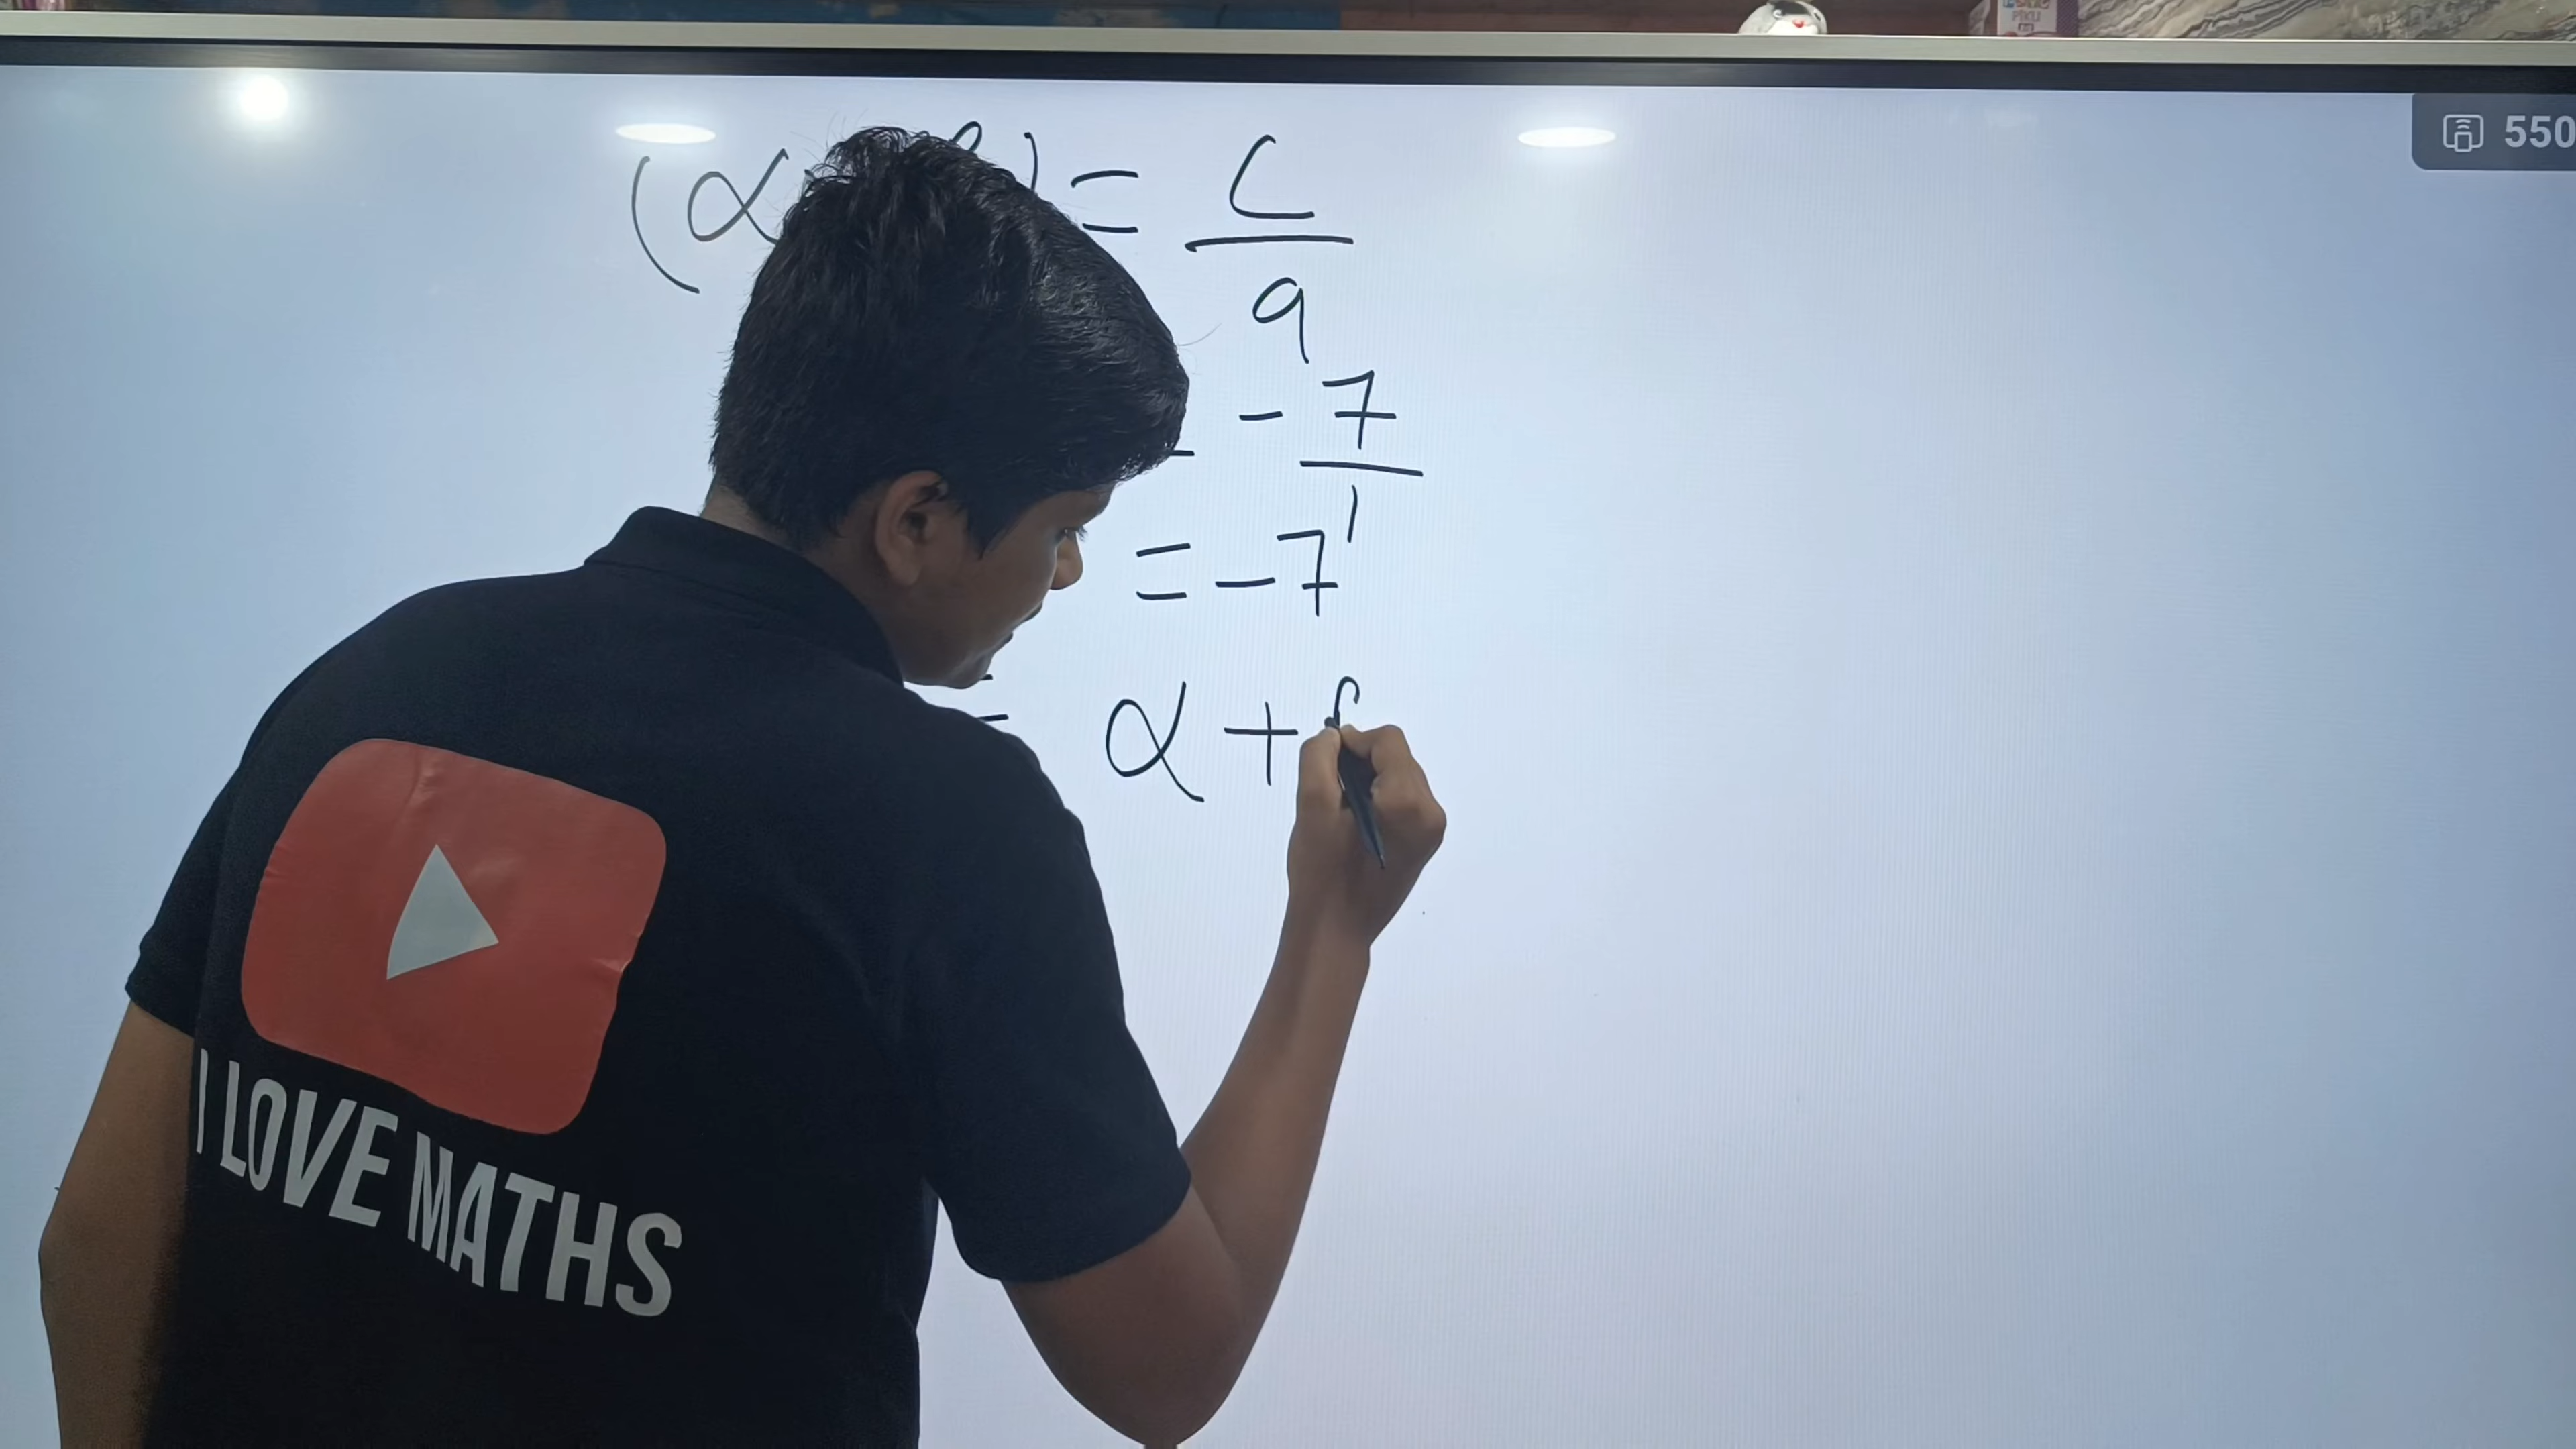 (α ) = c/a
- 7/1
= -7
= α +
550
I LOVE MATHS